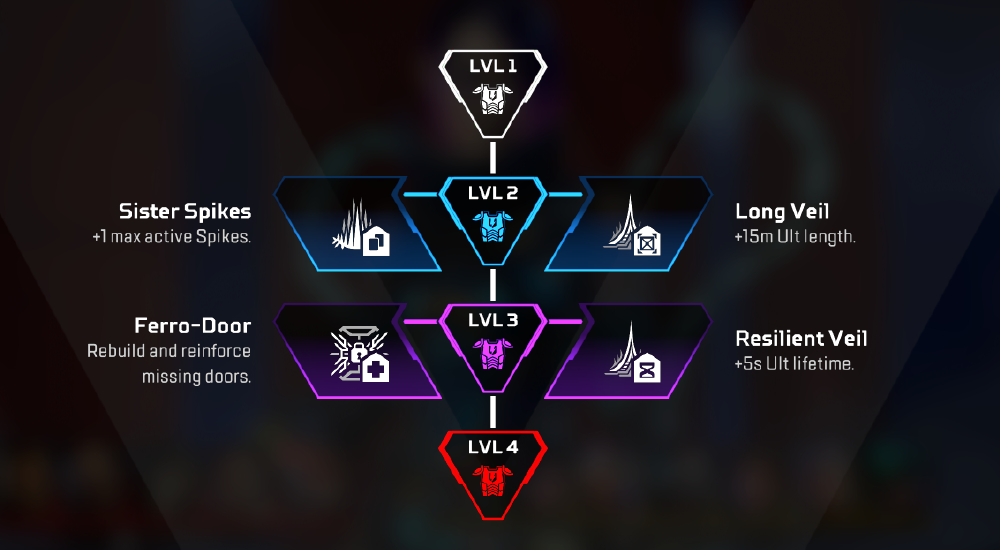 LVL 1
LVL 2
Sister Spikes
+1 max active Spikes.
Long Veil
+15m Ult length.
LVL 3
Ferro-Door
Rebuild and reinforce
missing doors.
Resilient Veil
+5s Ult lifetime.
LVL 4